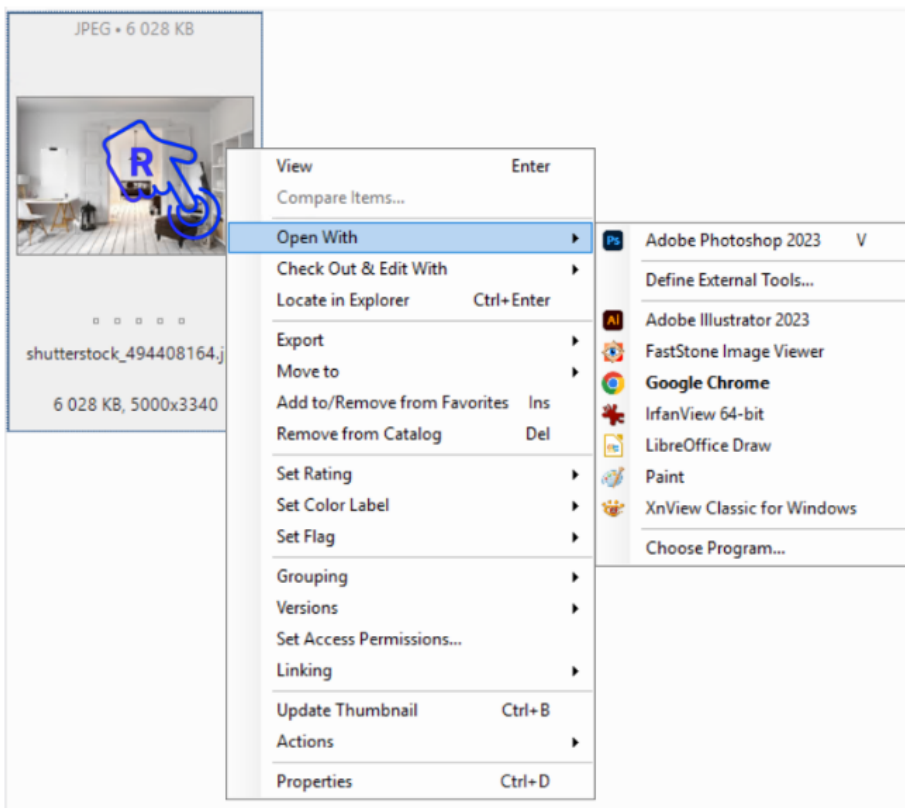 JPEG • 6 028 KB
R
shutterstock_494408164.j
6 028 KB, 5000x3340
View Enter
Compare Items...
Open With
Check Out & Edit With
Locate in Explorer Ctrl+Enter
Export
Move to
Add to/Remove from Favorites Ins
Remove from Catalog Del
Set Rating
Set Color Label
Set Flag
Grouping
Versions
Set Access Permissions...
Linking
Update Thumbnail Ctrl+B
Actions
Properties Ctrl+D
Ps Adobe Photoshop 2023 V
Define External Tools...
Ai Adobe Illustrator 2023
FastStone Image Viewer
Google Chrome
IrfanView 64-bit
LibreOffice Draw
Paint
XnView Classic for Windows
Choose Program...